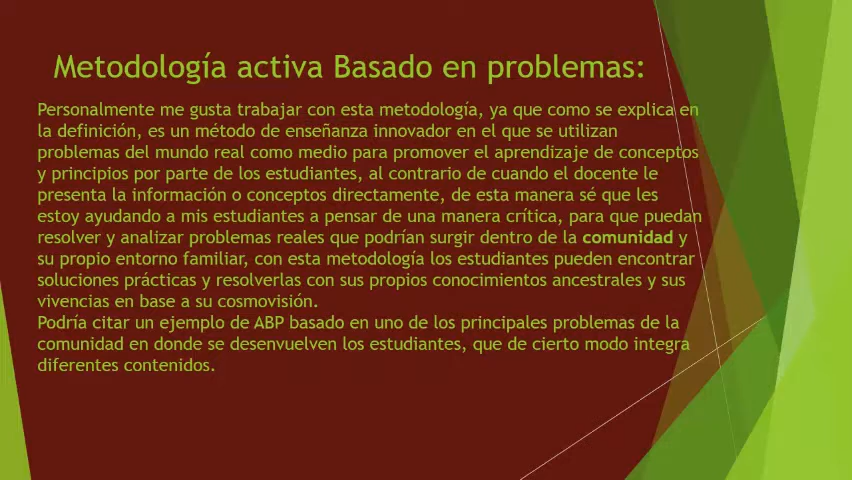 Metodología activa Basado en problemas:
Personalmente me gusta trabajar con esta metodología, ya que como se explica en
la definición, es un método de enseñanza innovador en el que se utilizan
problemas del mundo real como medio para promover el aprendizaje de conceptos
y principios por parte de los estudiantes, al contrario de cuando el docente le
presenta la información o conceptos directamente, de esta manera sé que les
estoy ayudando a mis estudiantes a pensar de una manera crítica, para que puedan
resolver y analizar problemas reales que podrían surgir dentro de la comunidad y
su propio entorno familiar, con esta metodología los estudiantes pueden encontrar
soluciones prácticas y resolverlas con sus propios conocimientos ancestrales y sus
vivencias en base a su cosmovisión.
Podría citar un ejemplo de ABP basado en uno de los principales problemas de la
comunidad en donde se desenvuelven los estudiantes, que de cierto modo integra
diferentes contenidos.